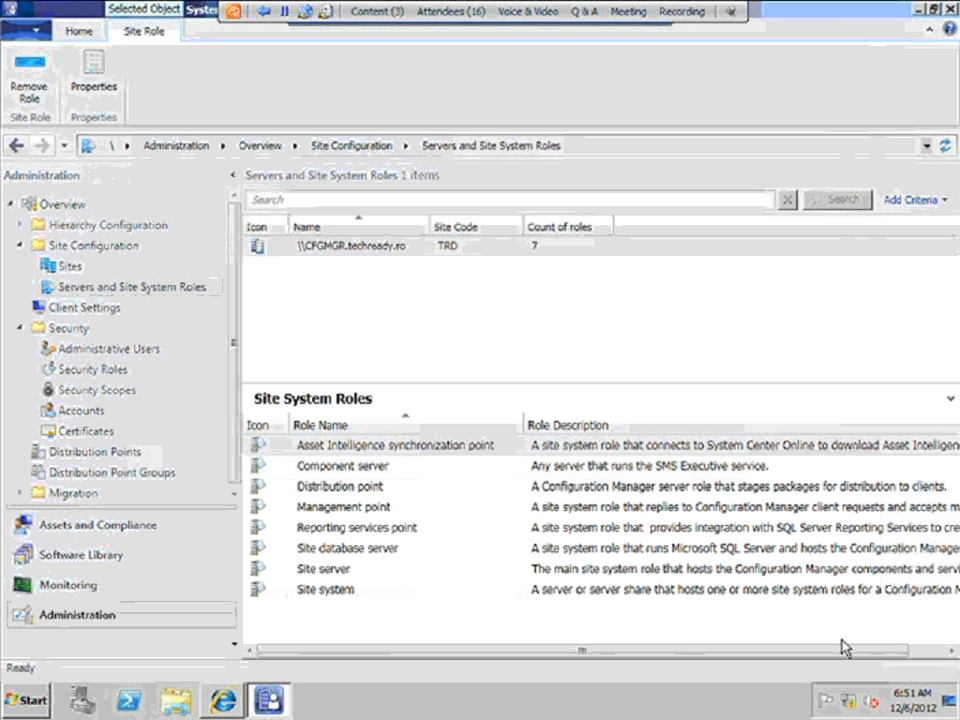 Selected Object Syste
Content (3) Attendees (16) Voice & Video Q & A Meeting Recording
Home Site Role
Remove Role
Properties
Site Role Properties
\ Administration Overview Site Configuration Servers and Site System Roles
Administration
Servers and Site System Roles 1 items
Search Search Add Criteria
Overview
Hierarchy Configuration
Site Configuration
Sites
Servers and Site System Roles
Client Settings
Security
Administrative Users
Security Roles
Security Scopes
Accounts
Certificates
Distribution Points
Distribution Point Groups
Migration
Assets and Compliance
Software Library
Monitoring
Administration
Icon Name Site Code Count of roles
\\CFGMGR.techready.ro TRD 7
Site System Roles
Icon Role Name Role Description
Asset Intelligence synchronization point A site system role that connects to System Center Online to download Asset Intelligen
Component server Any server that runs the SMS Executive service.
Distribution point A Configuration Manager server role that stages packages for distribution to clients.
Management point A site system role that replies to Configuration Manager client requests and accepts m
Reporting services point A site system role that provides integration with SQL Server Reporting Services to cre
Site database server A site system role that runs Microsoft SQL Server and hosts the Configuration Manage
Site server The main site system role that hosts the Configuration Manager components and servi
Site system A server or server share that hosts one or more site system roles for a Configuration M
Ready
Start
6:51 AM
12/6/2012